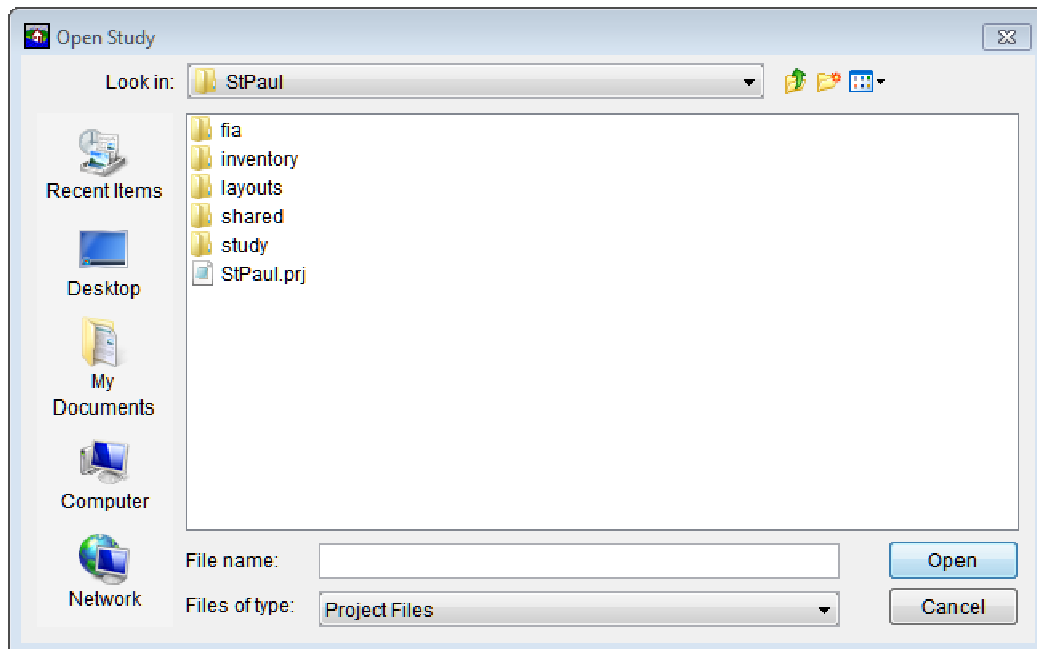 Open Study
Look in:
StPaul
Recent Items
Desktop
My
Documents
Computer
Network
fia
inventory
layouts
shared
study
StPaul.prj
File name:
Open
Files of type:
Project Files
Cancel